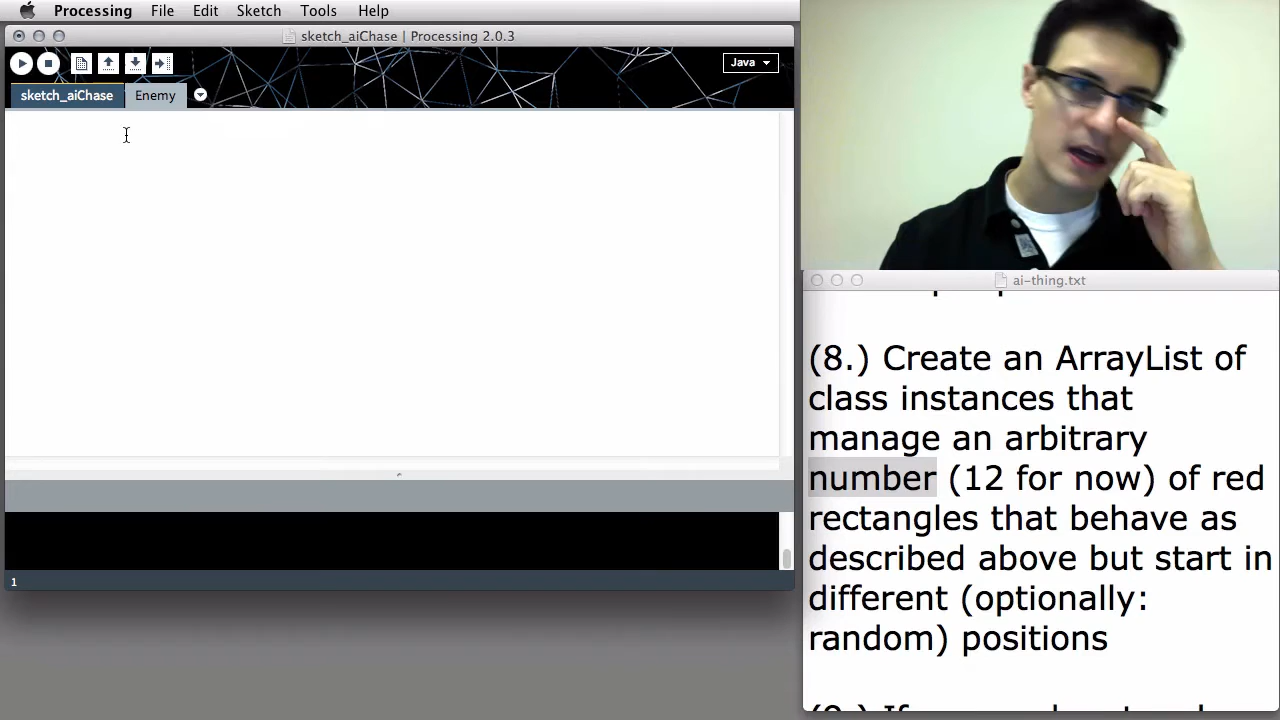 Processing File Edit Sketch Tools Help
sketch_aiChase | Processing 2.0.3
Java
sketch_aiChase Enemy
1
ai-thing.txt
(8.) Create an ArrayList of
class instances that
manage an arbitrary
number (12 for now) of red
rectangles that behave as
described above but start in
different (optionally:
random) positions